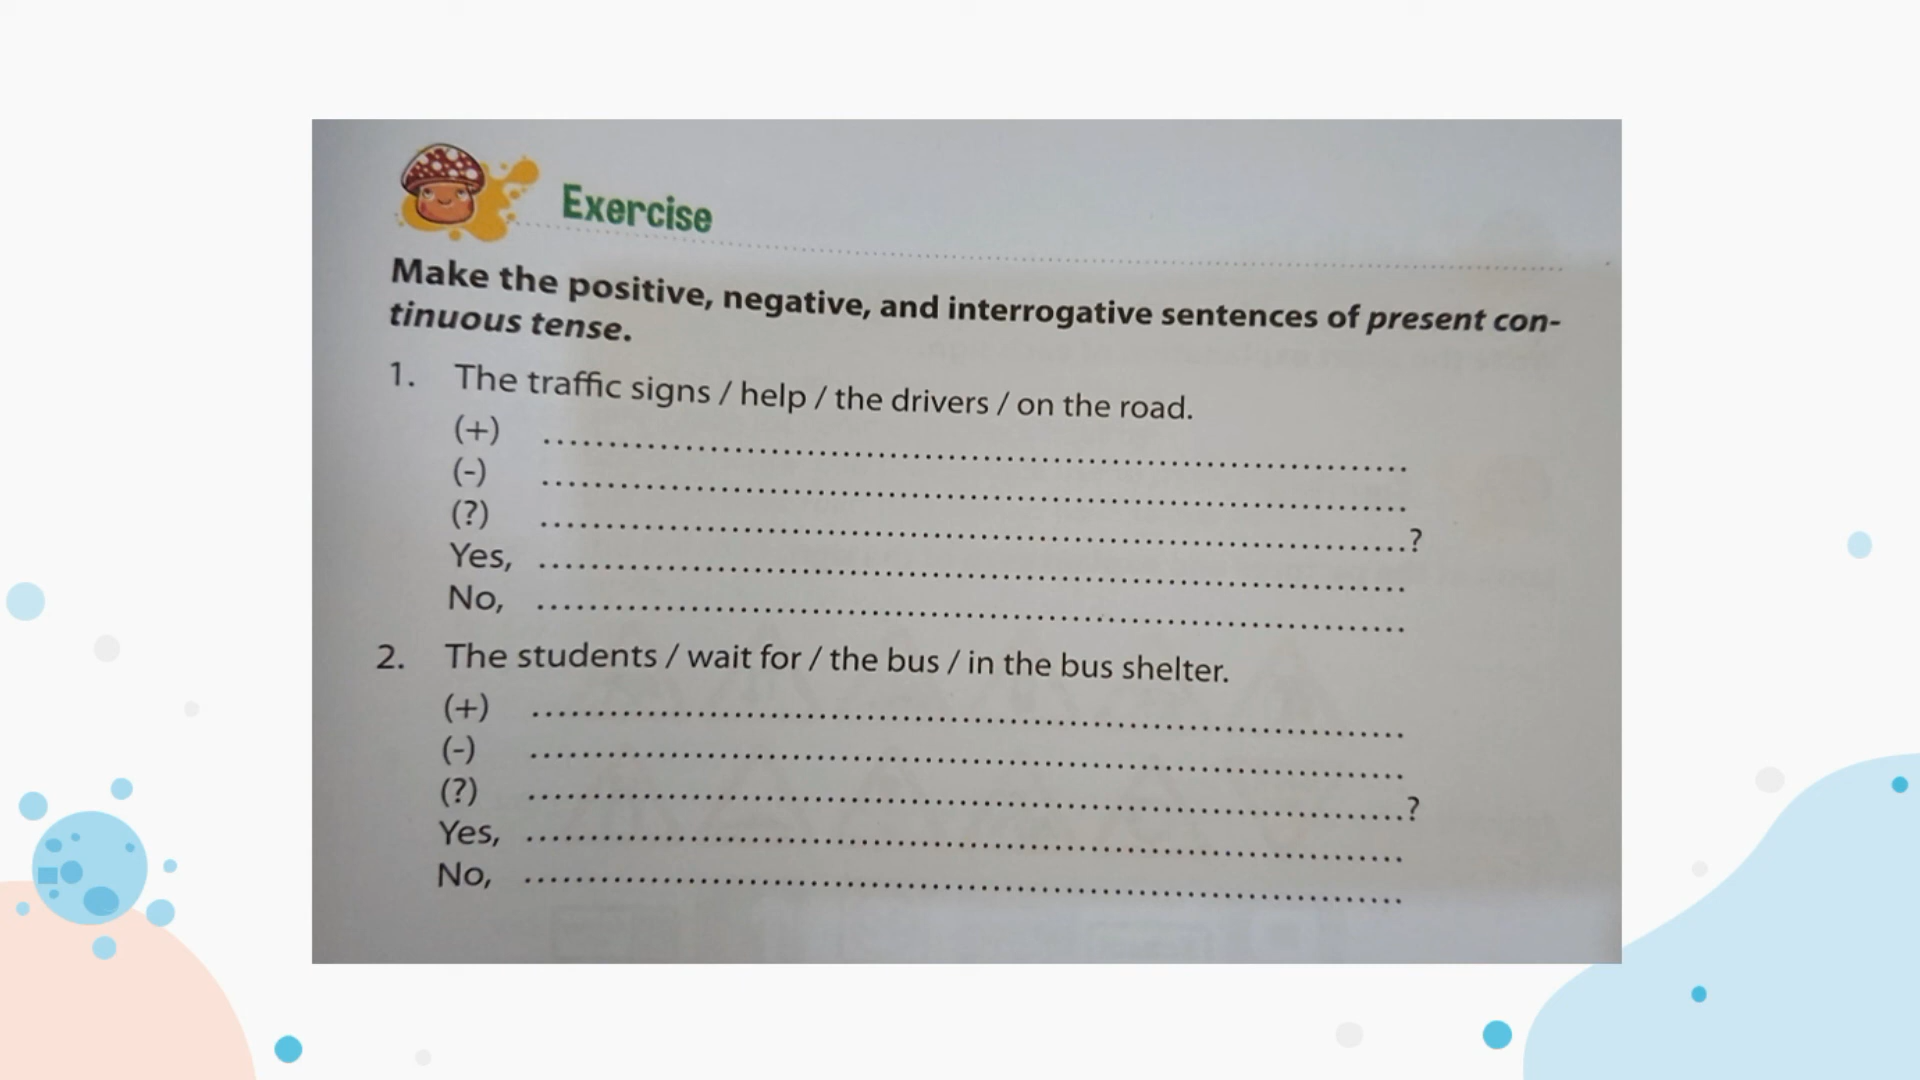 Exercise
Make the positive, negative, and interrogative sentences of present con-
tinuous tense.
1. The traffic signs / help / the drivers / on the road.
(+) ........................................................................
(-) ........................................................................
(?) ........................................................................?
Yes, ........................................................................
No, ........................................................................
2. The students / wait for / the bus / in the bus shelter.
(+) ........................................................................
(-) ........................................................................
(?) ........................................................................?
Yes, ........................................................................
No, ........................................................................